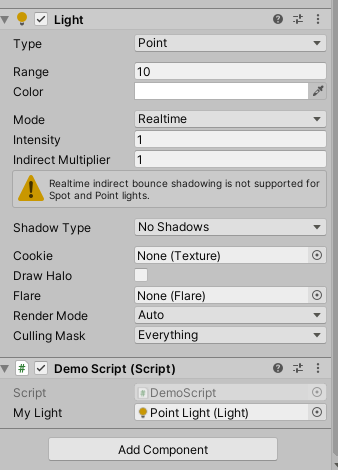 Light
Type Point
Range 10
Color
Mode Realtime
Intensity 1
Indirect Multiplier 1
Realtime indirect bounce shadowing is not supported for
Spot and Point lights.
Shadow Type No Shadows
Cookie None (Texture)
Draw Halo
Flare None (Flare)
Render Mode Auto
Culling Mask Everything
# Demo Script (Script)
Script # DemoScript
My Light Point Light (Light)
Add Component